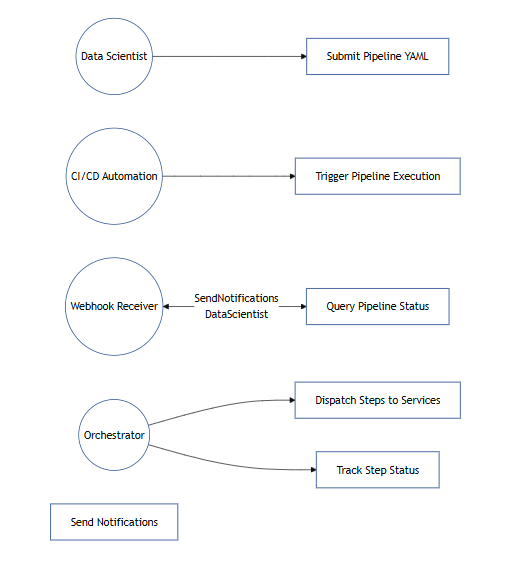 Data Scientist
Submit Pipeline YAML
CI/CD Automation
Trigger Pipeline Execution
Webhook Receiver
SendNotifications
DataScientist
Query Pipeline Status
Orchestrator
Dispatch Steps to Services
Track Step Status
Send Notifications